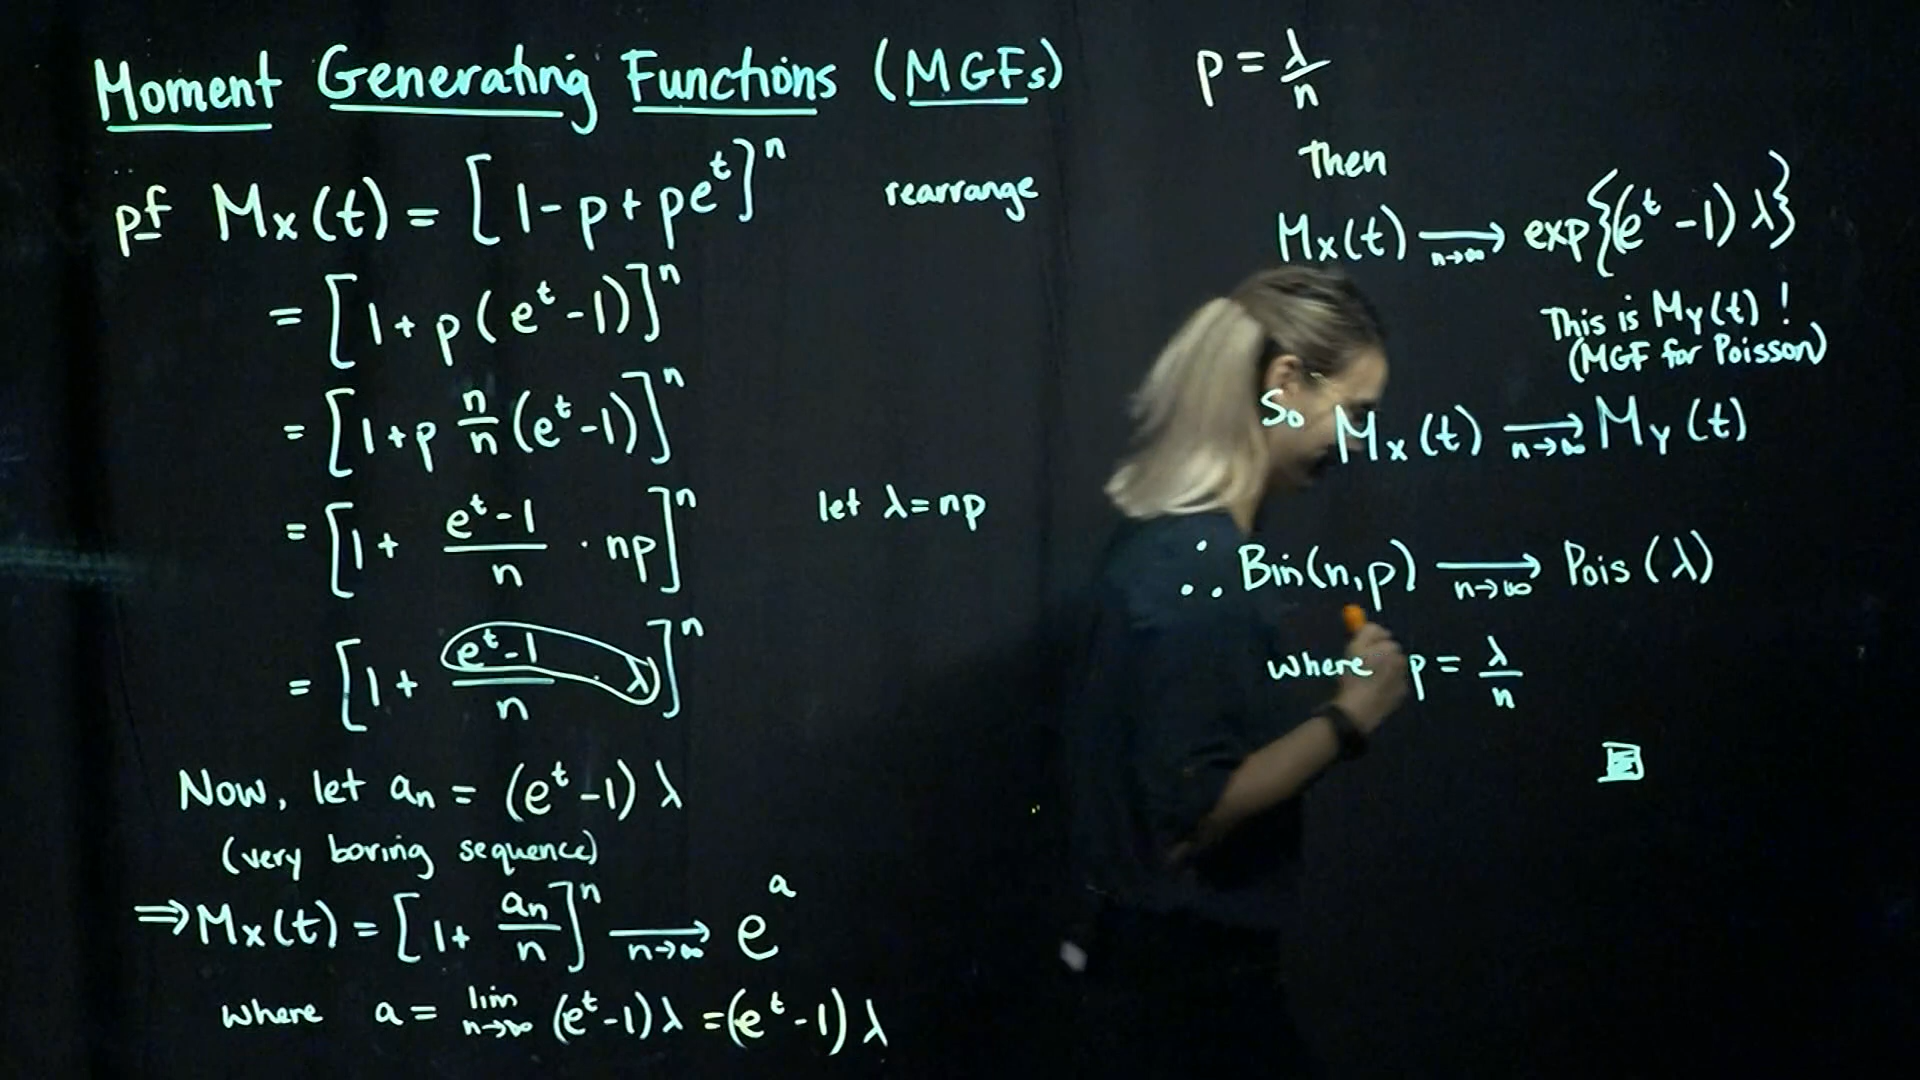 Moment Generating Functions (MGFs)
pf Mx(t) = [1-p+pe^t]^n rearrange
= [1+p(e^t-1)]^n
= [1+p n/n (e^t-1)]^n
= [1+ (e^t-1)/n · np]^n let λ=np
= [1+ (e^t-1)/n · λ]^n
Now, let an = (e^t-1) λ
(very boring sequence)
⇒ Mx(t) = [1+ an/n]^n ⟶ n→∞ e^a
where a = lim n→∞ (e^t-1) λ = (e^t-1) λ
p = λ/n
Then
Mx(t) ⟶ n→∞ exp{(e^t-1) λ}
This is My(t) !
(MGF for Poisson)
So Mx(t) ⟶ n→∞ My(t)
∴ Bin(n,p) ⟶ n→∞ Pois(λ)
where p = λ/n